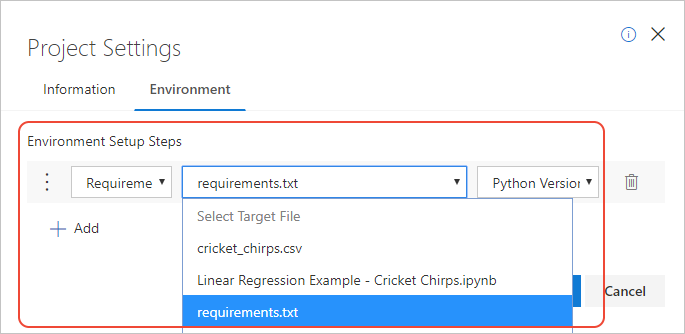 Project Settings
Information
Environment
Environment Setup Steps
Requireme
requirements.txt
Python Version
Add
Select Target File
cricket_chirps.csv
Linear Regression Example - Cricket Chirps.ipynb
requirements.txt
Cancel